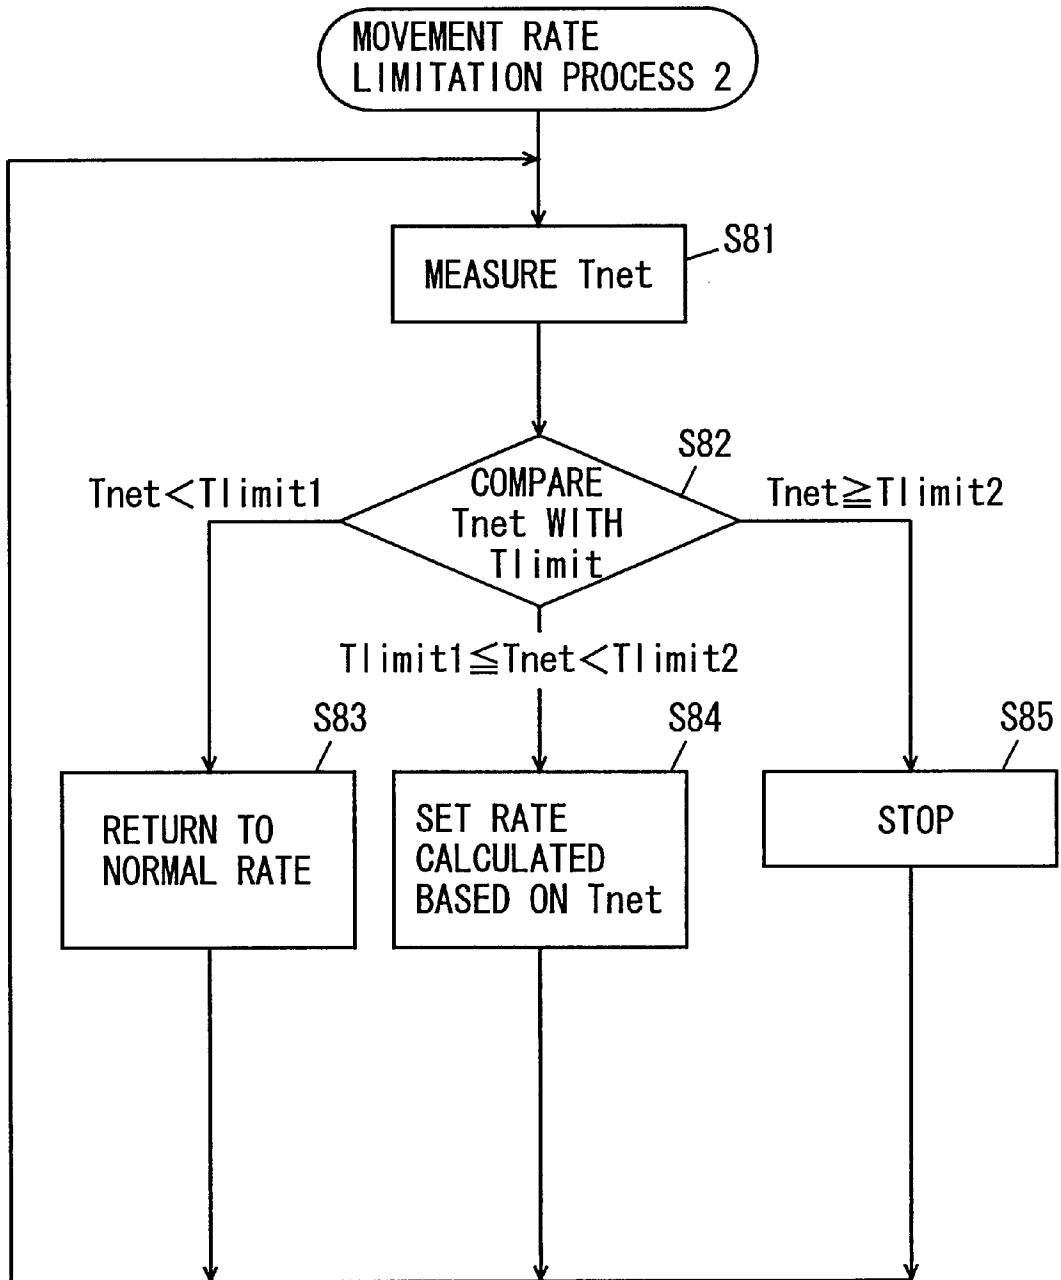 MOVEMENT RATE
LIMITATION PROCESS 2
S81
MEASURE Tnet
S82
COMPARE
Tnet WITH
Tlimit
Tnet<Tlimit1
Tnet≧Tlimit2
Tlimit1≦Tnet<Tlimit2
S83
RETURN TO
NORMAL RATE
S84
SET RATE
CALCULATED
BASED ON Tnet
S85
STOP